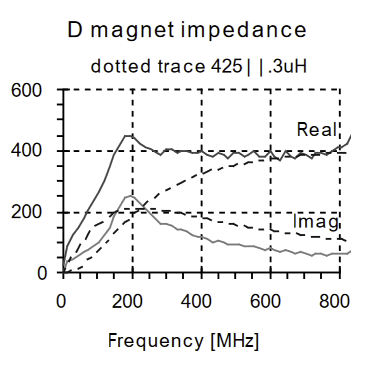 D magnet impedance
dotted trace 425||.3uH
600
Real
400
200
Imag
0
0 200 400 600 800
Frequency [MHz]